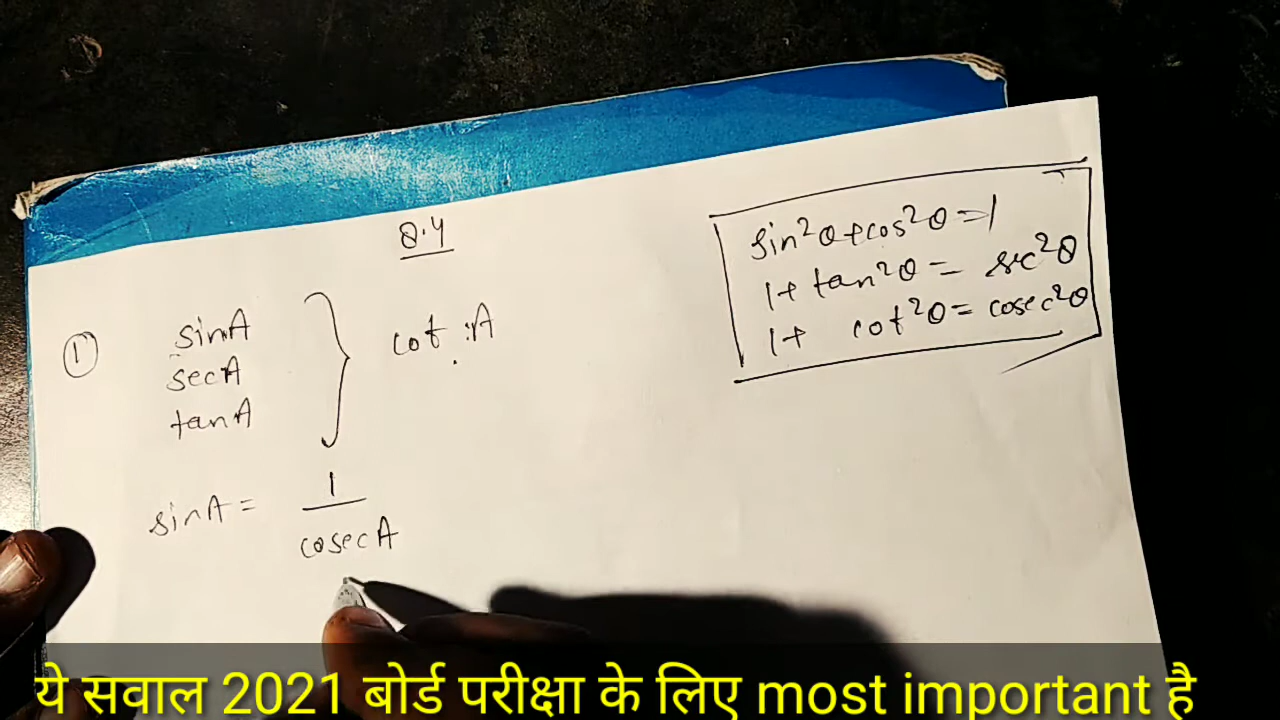 8.4
① sinA
secA
tanA
cot A
sinA = 1/cosecA
sin²θ+cos²θ=1
1+tan²θ = sec²θ
1+ cot²θ = cosec²θ
ये सवाल 2021 बोर्ड परीक्षा के लिए most important है